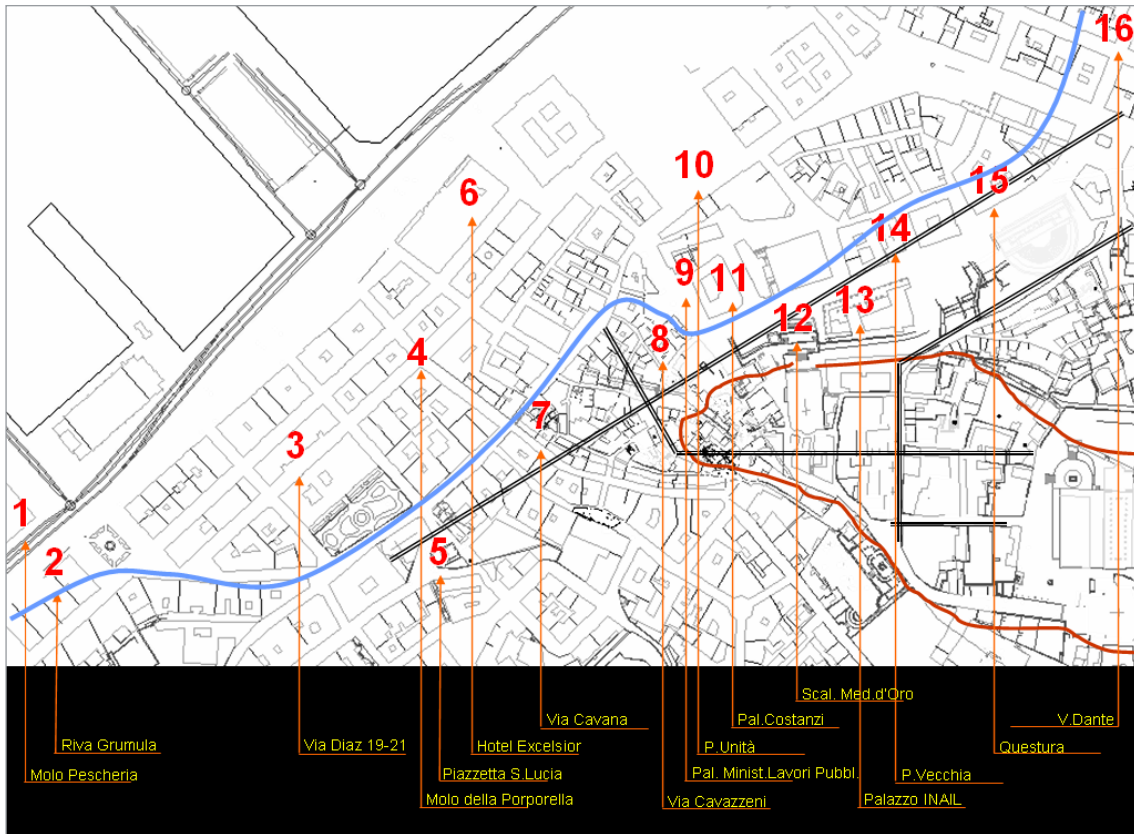 16
6
10
15
14
9
11
13
12
8
4
7
3
1
5
2
Scal. Med.d'Oro
Via Cavana
Pal.Costanzi
V.Dante
Riva Grumula
Via Diaz 19-21
Hotel Excelsior
P.Unità
Questura
Molo Pescheria
Piazzetta S.Lucia
Pal. Minist.Lavori Pubbl.
P.Vecchia
Molo della Porporella
Via Cavazzeni
Palazzo INAIL